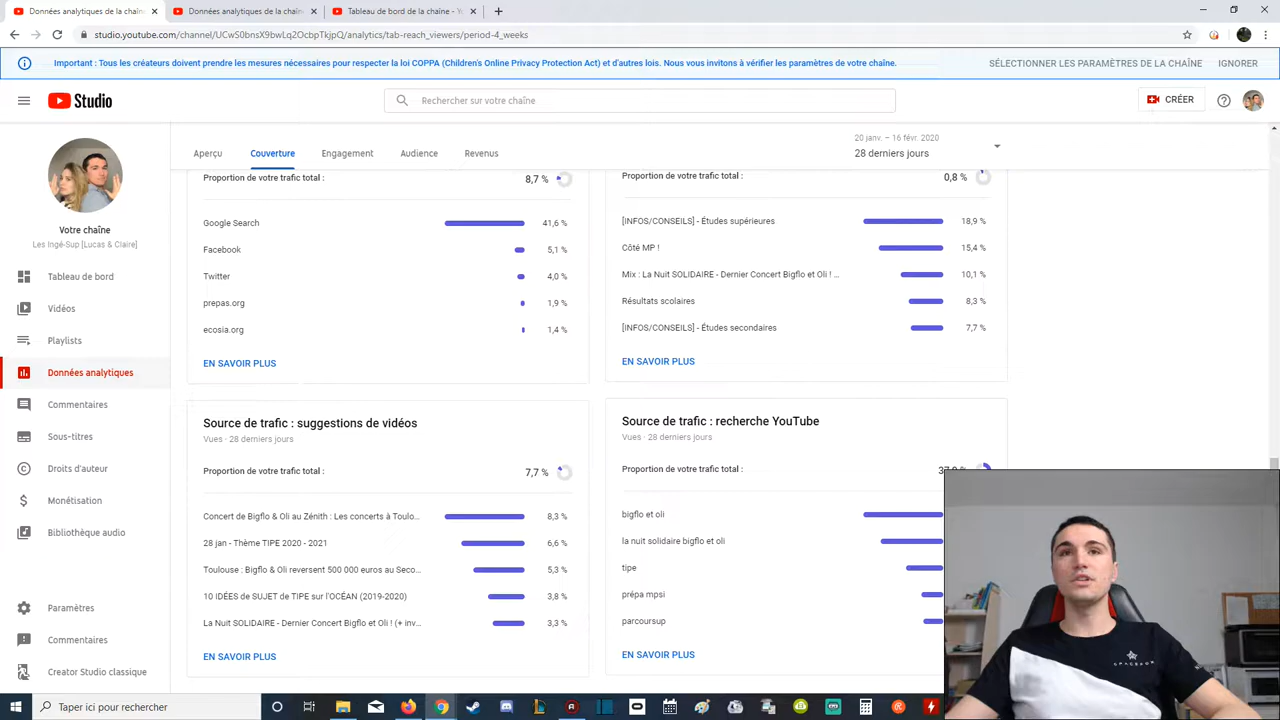 Données analytiques de la chaîne
Données analytiques de la chaîn
Tableau de bord de la chaîne - Yo
studio.youtube.com/channel/UCwS0bnsX9bwLq2OcbpTkjpQ/analytics/tab-reach_viewers/period-4_weeks
Important : Tous les créateurs doivent prendre les mesures nécessaires pour respecter la loi COPPA (Children's Online Privacy Protection Act) et d'autres lois. Nous vous invitons à vérifier les paramètres de votre chaîne.
SÉLECTIONNER LES PARAMÈTRES DE LA CHAÎNE
IGNORER
Studio
Rechercher sur votre chaîne
CRÉER
Aperçu
Couverture
Engagement
Audience
Revenus
20 janv. – 16 févr. 2020
28 derniers jours
Votre chaîne
Les Ingé-Sup [Lucas & Claire]
Tableau de bord
Vidéos
Playlists
Données analytiques
Commentaires
Sous-titres
Droits d'auteur
Monétisation
Bibliothèque audio
Paramètres
Commentaires
Creator Studio classique
Proportion de votre trafic total : 8,7 %
Google Search 41,6 %
Facebook 5,1 %
Twitter 4,0 %
prepas.org 1,9 %
ecosia.org 1,4 %
EN SAVOIR PLUS
Proportion de votre trafic total : 0,8 %
[INFOS/CONSEILS] - Études supérieures 18,9 %
Côté MP ! 15,4 %
Mix : La Nuit SOLIDAIRE - Dernier Concert Bigflo et Oli ! ... 10,1 %
Résultats scolaires 8,3 %
[INFOS/CONSEILS] - Études secondaires 7,7 %
EN SAVOIR PLUS
Source de trafic : suggestions de vidéos
Vues · 28 derniers jours
Proportion de votre trafic total : 7,7 %
Concert de Bigflo & Oli au Zénith : Les concerts à Toulo... 8,3 %
28 jan - Thème TIPE 2020 - 2021 6,6 %
Toulouse : Bigflo & Oli reversent 500 000 euros au Seco... 5,3 %
10 IDÉES de SUJET de TIPE sur l'OCÉAN (2019-2020) 3,8 %
La Nuit SOLIDAIRE - Dernier Concert Bigflo et Oli ! (+ inv... 3,3 %
EN SAVOIR PLUS
Source de trafic : recherche YouTube
Vues · 28 derniers jours
Proportion de votre trafic total :
bigflo et oli
la nuit solidaire bigflo et oli
tipe
prépa mpsi
parcoursup
EN SAVOIR PLUS
Taper ici pour rechercher